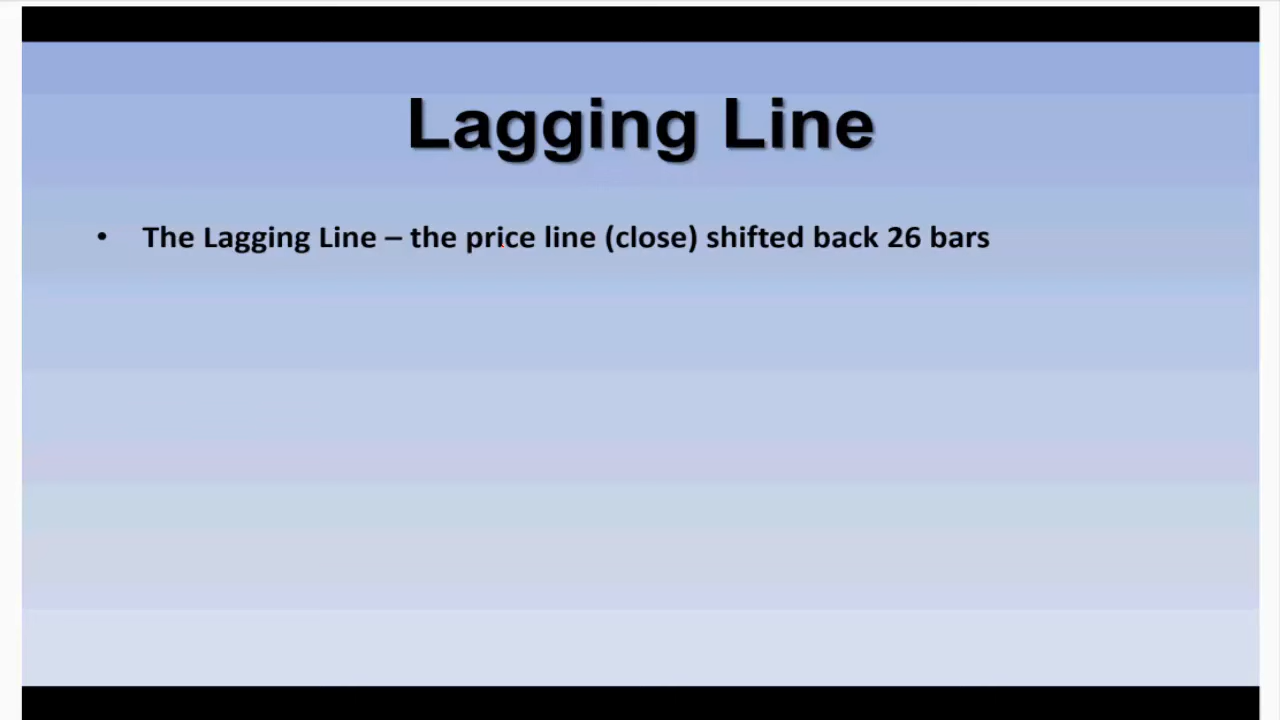 Lagging Line
• The Lagging Line – the price line (close) shifted back 26 bars